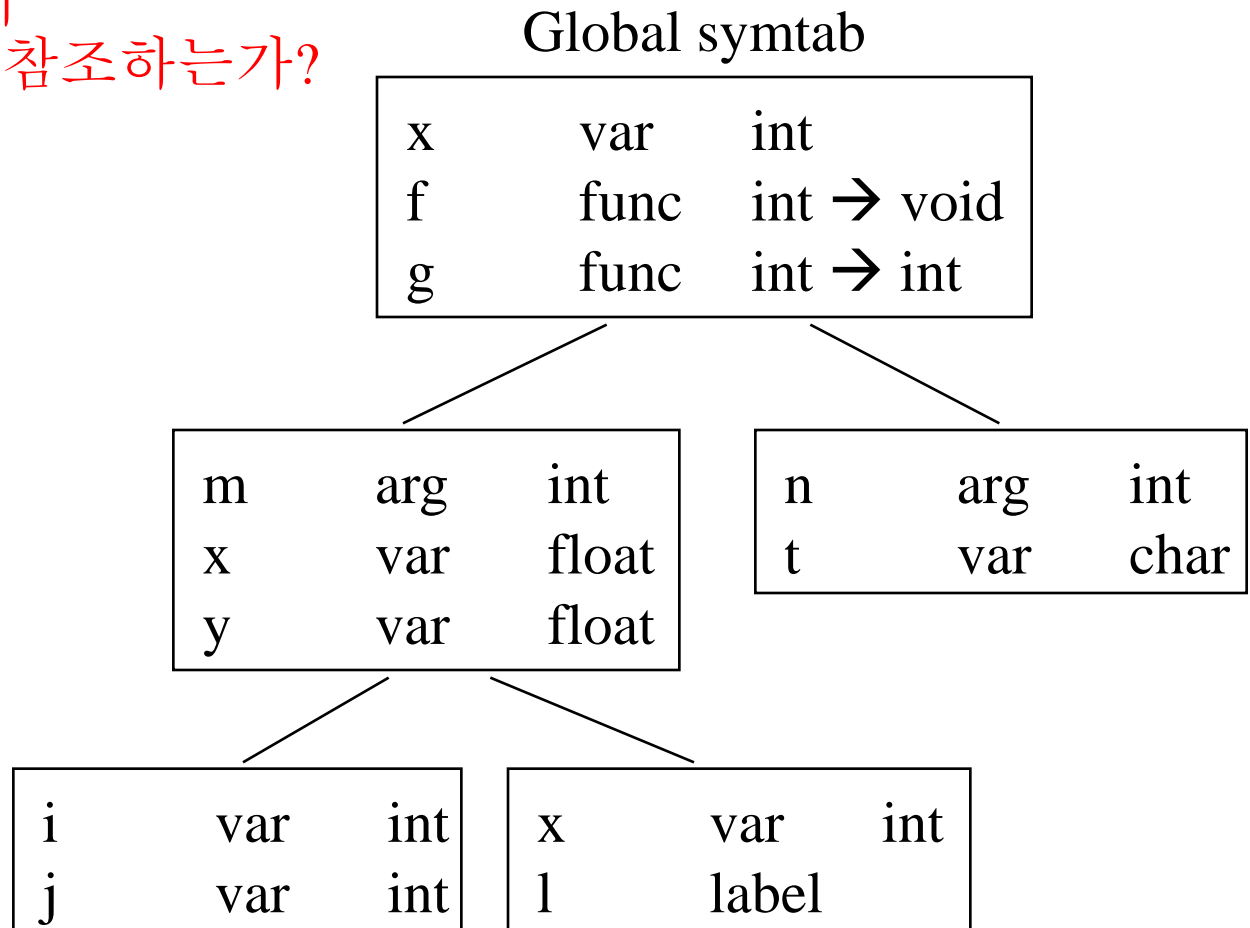 참조하는가?
Global symtab
x var int
f func int → void
g func int → int
m arg int
x var float
y var float
n arg int
t var char
i var int
j var int
x var int
l label